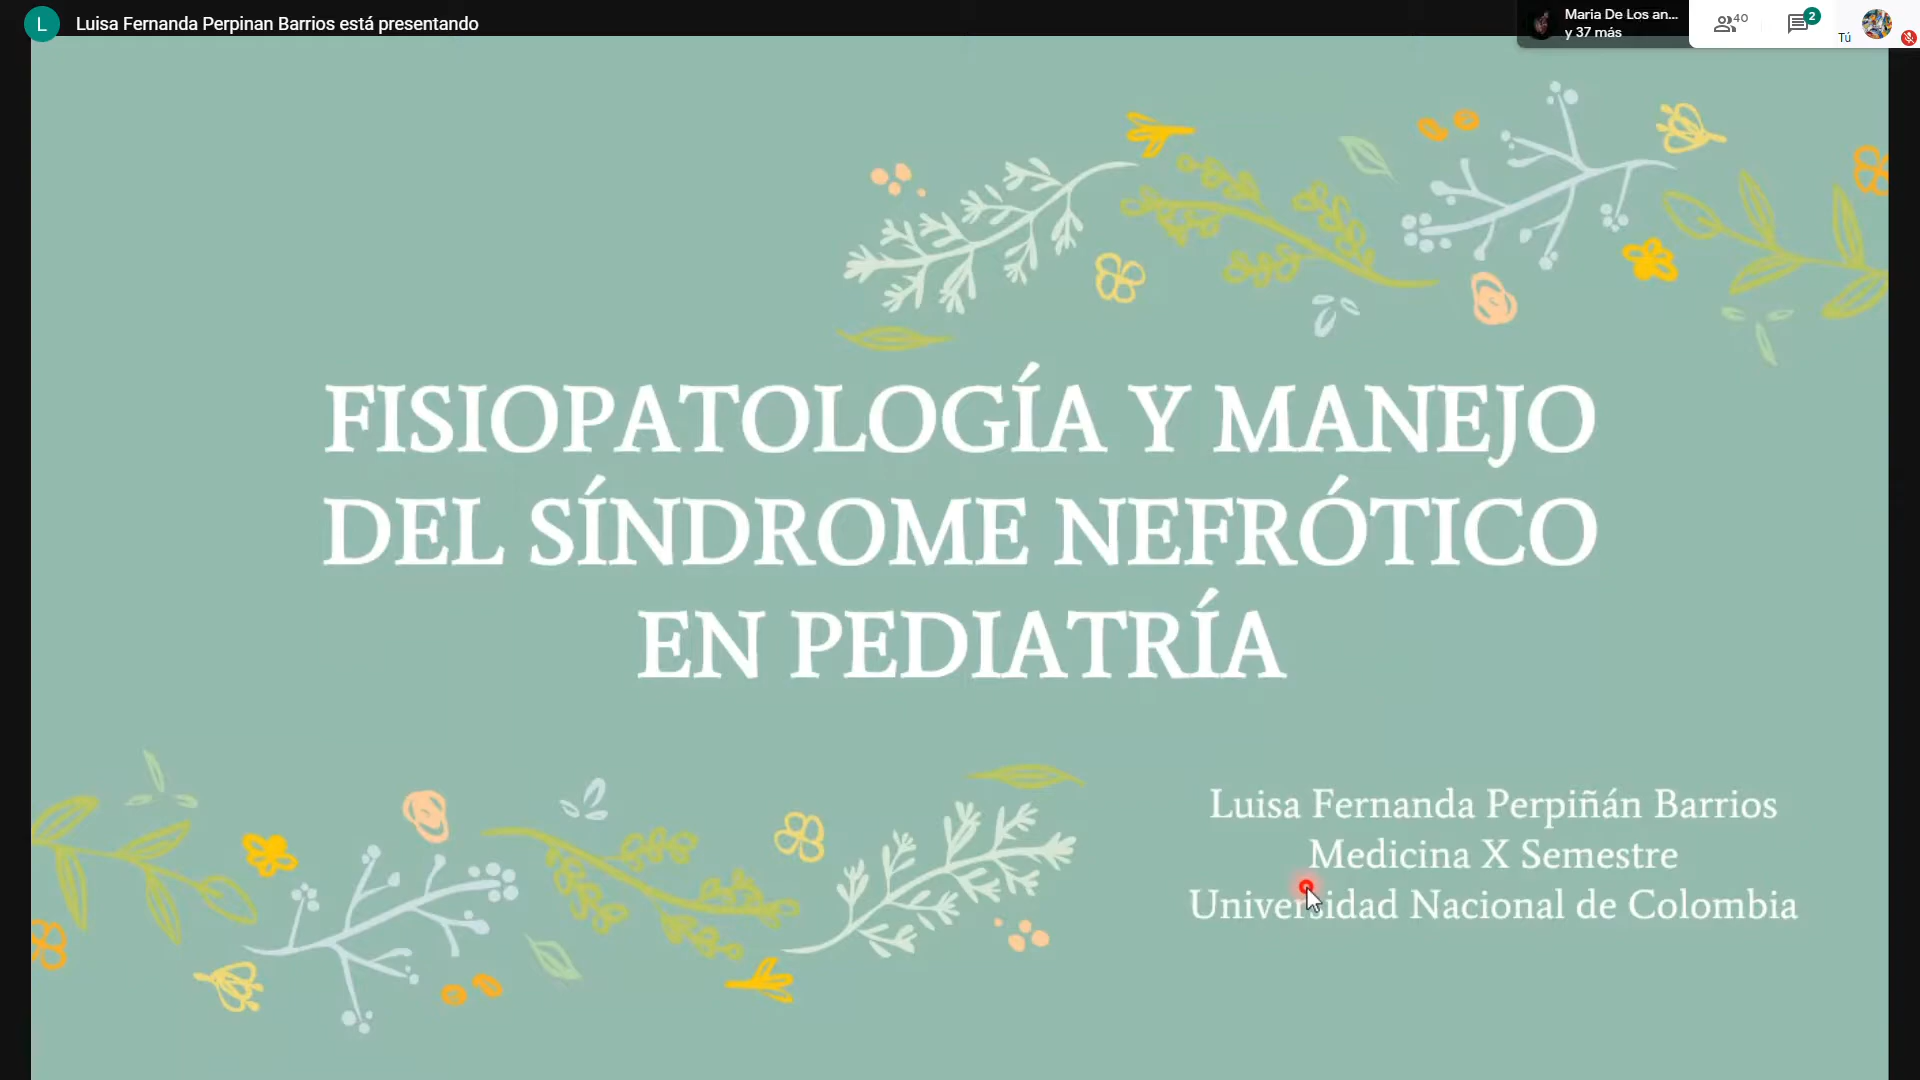 L
Luisa Fernanda Perpinan Barrios está presentando
Maria De Los an...
y 37 más
40
2
Tú
FISIOPATOLOGÍA Y MANEJO
DEL SÍNDROME NEFRÓTICO
EN PEDIATRÍA
Luisa Fernanda Perpiñán Barrios
Medicina X Semestre
Universidad Nacional de Colombia